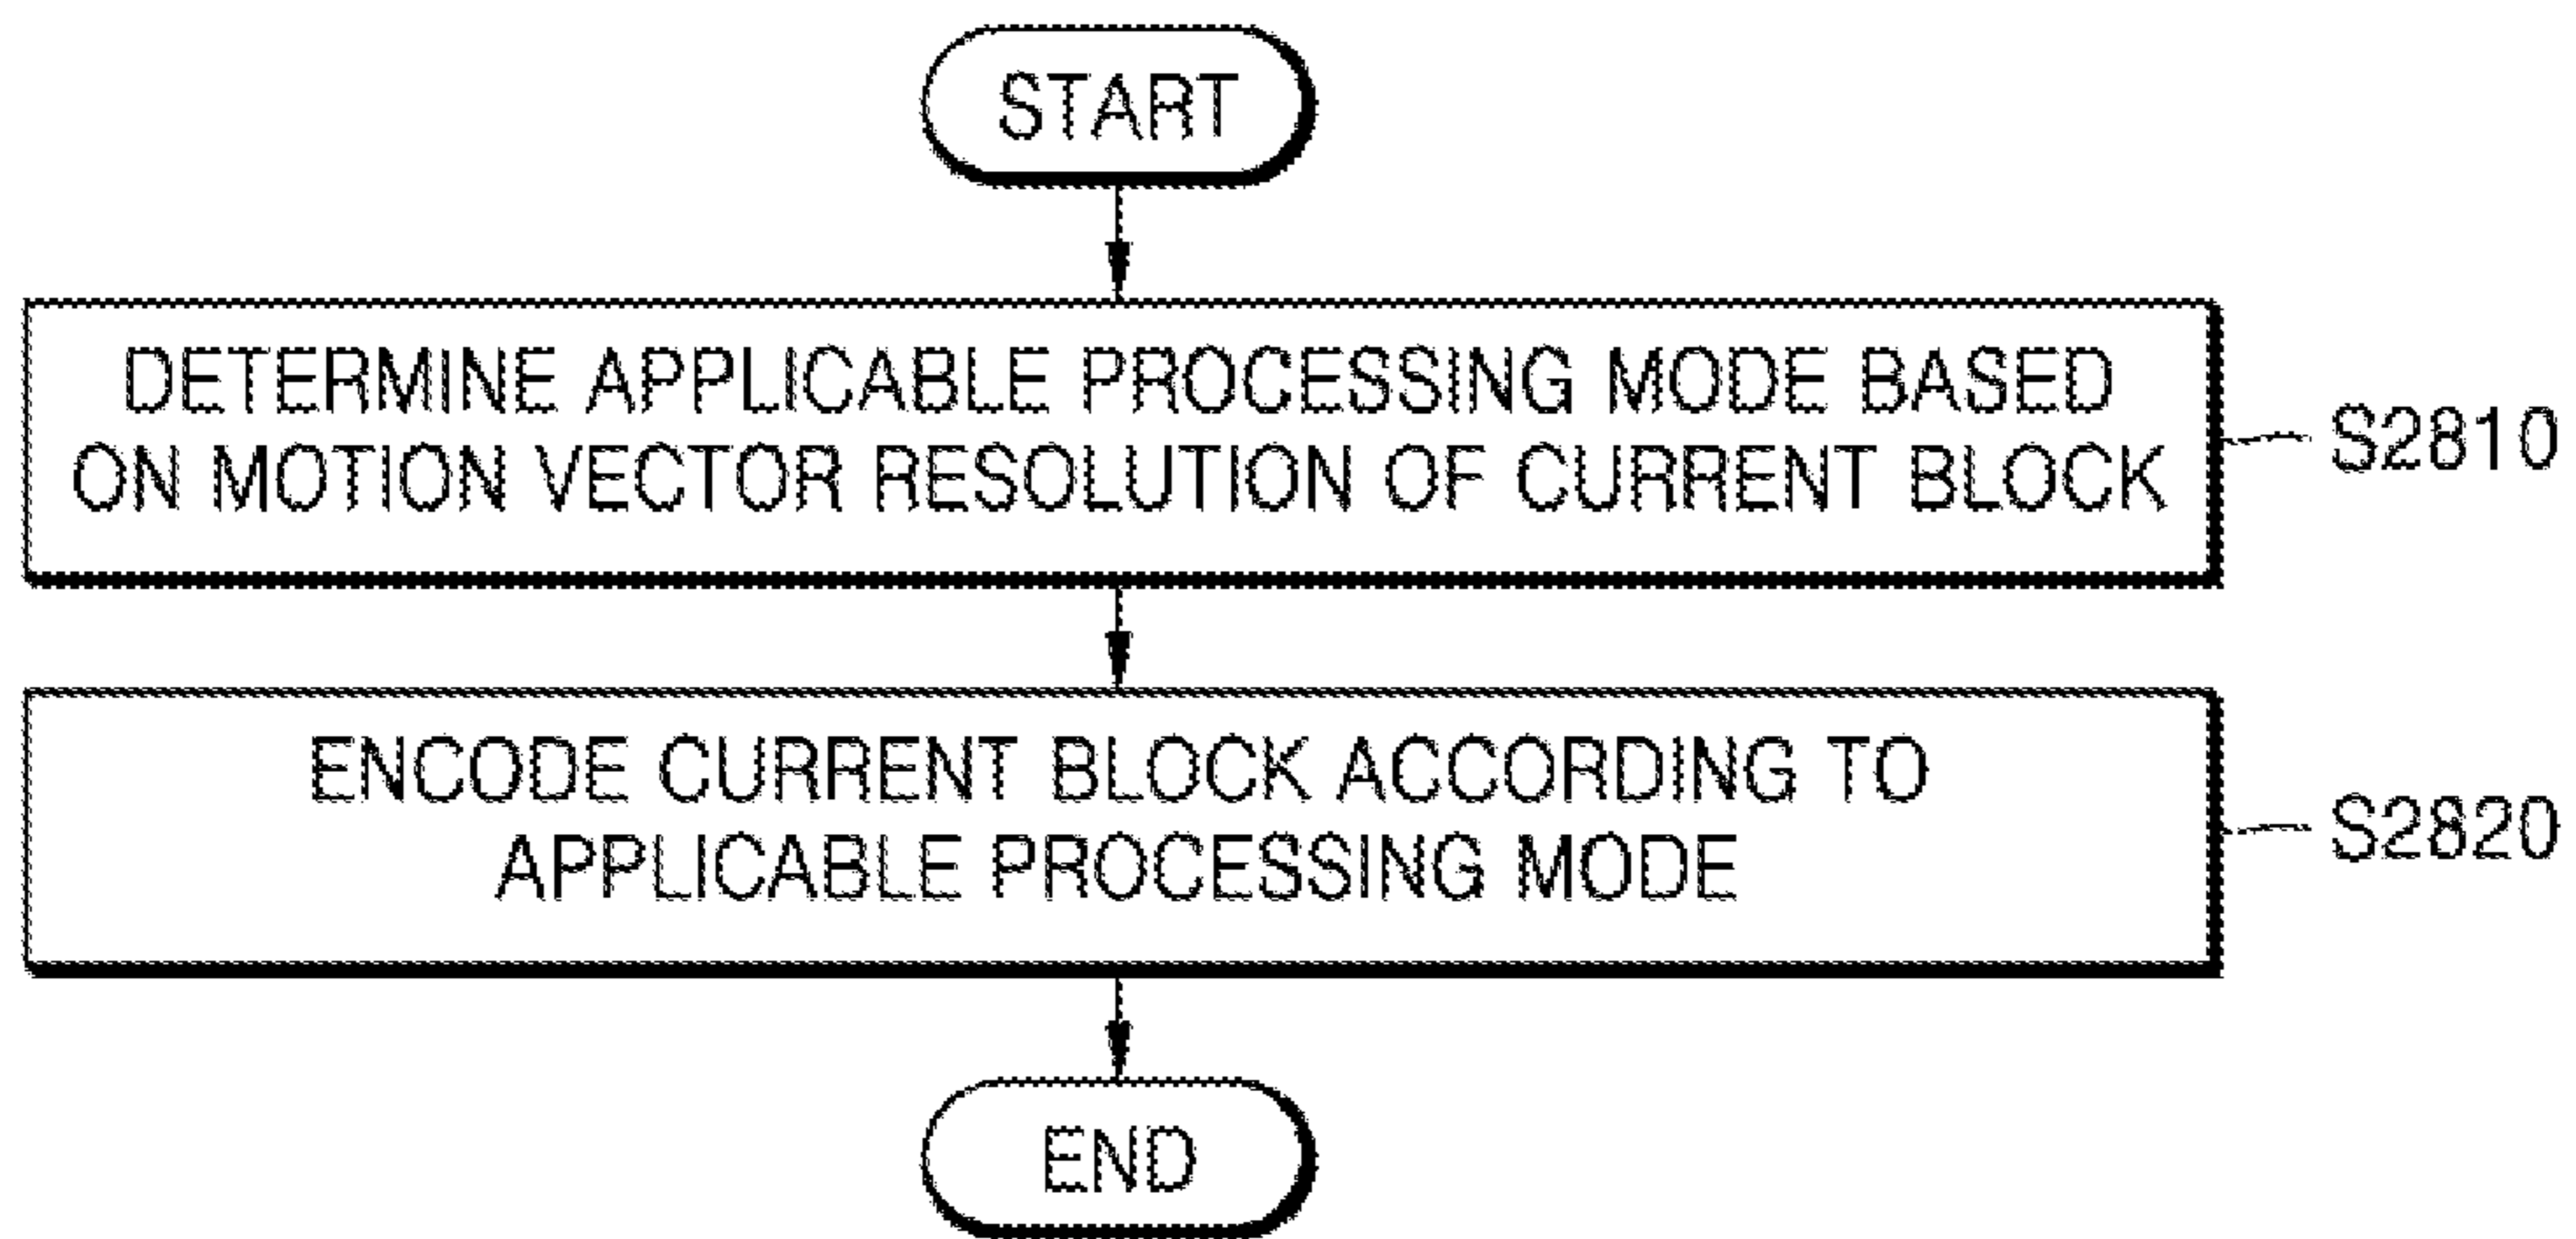 START
DETERMINE APPLICABLE PROCESSING MODE BASED
ON MOTION VECTOR RESOLUTION OF CURRENT BLOCK
S2810
ENCODE CURRENT BLOCK ACCORDING TO
APPLICABLE PROCESSING MODE
S2820
END